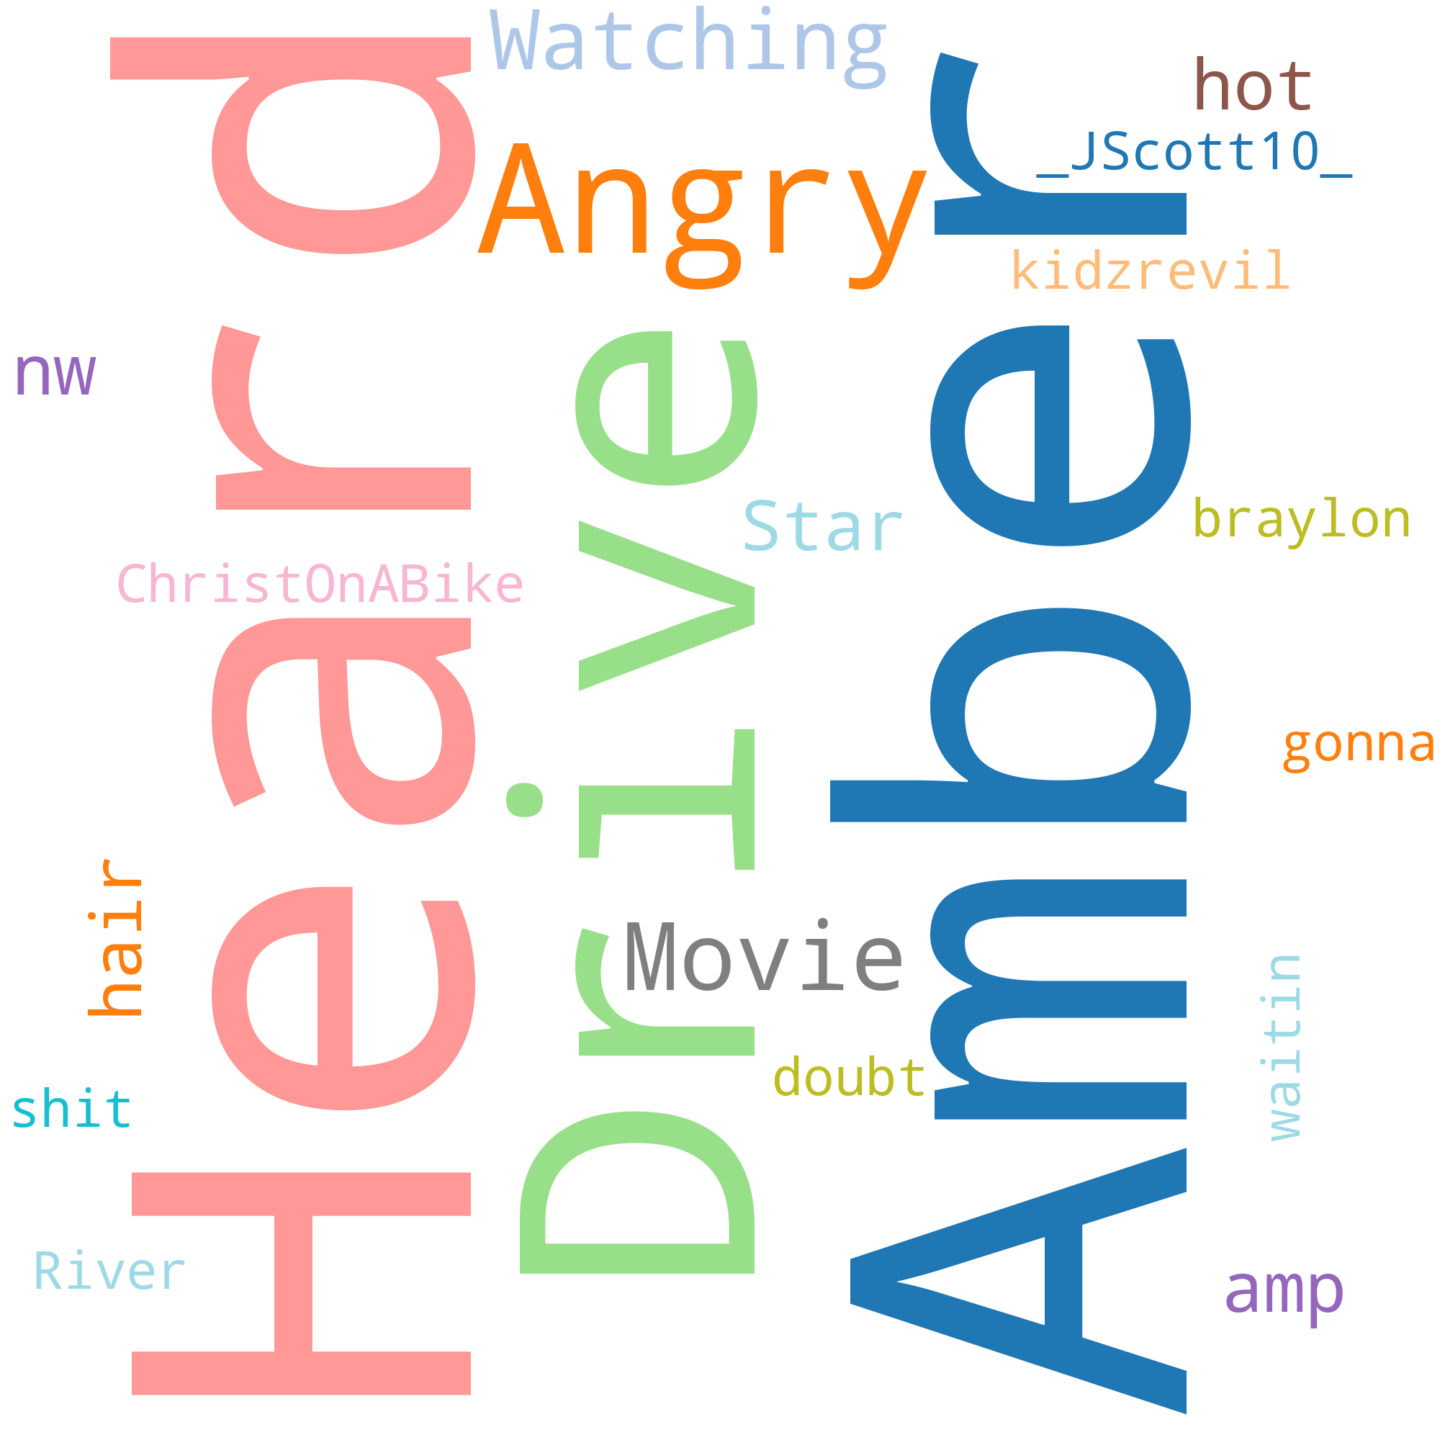 Watching
hot
_JScott10_
Angry
kidzrevil
nw
Heard
Drive
Amber
Star
braylon
ChristOnABike
gonna
hair
Movie
waitin
doubt
shit
River
amp